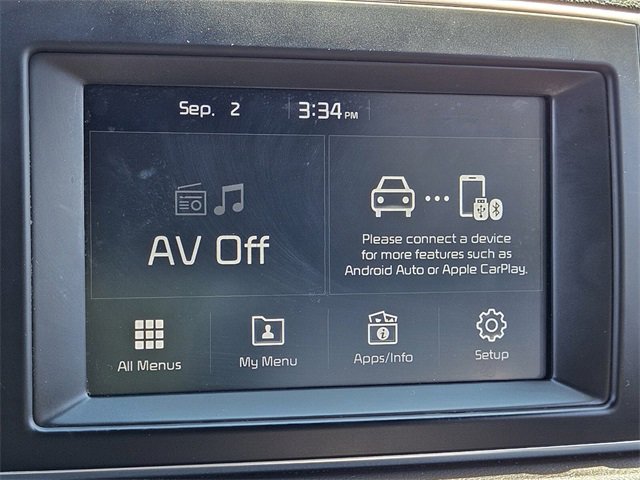 Sep. 2 3:34 PM
AV Off
Please connect a device
for more features such as
Android Auto or Apple CarPlay.
All Menus My Menu Apps/Info Setup